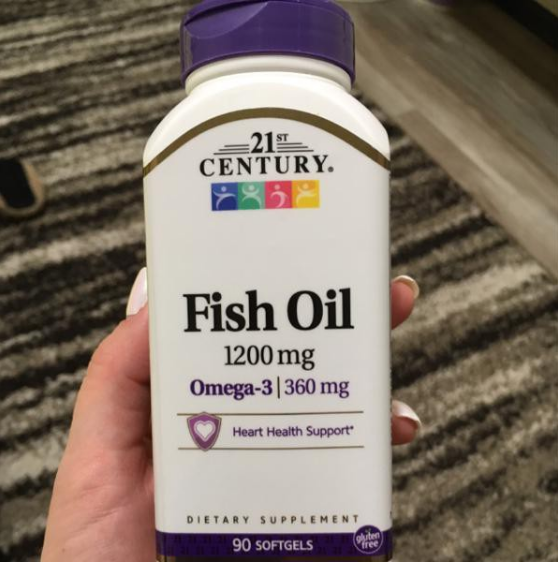 21ST
CENTURY®
Fish Oil
1200 mg
Omega-3 | 360 mg
Heart Health Support*
DIETARY SUPPLEMENT
90 SOFTGELS
gluten
free